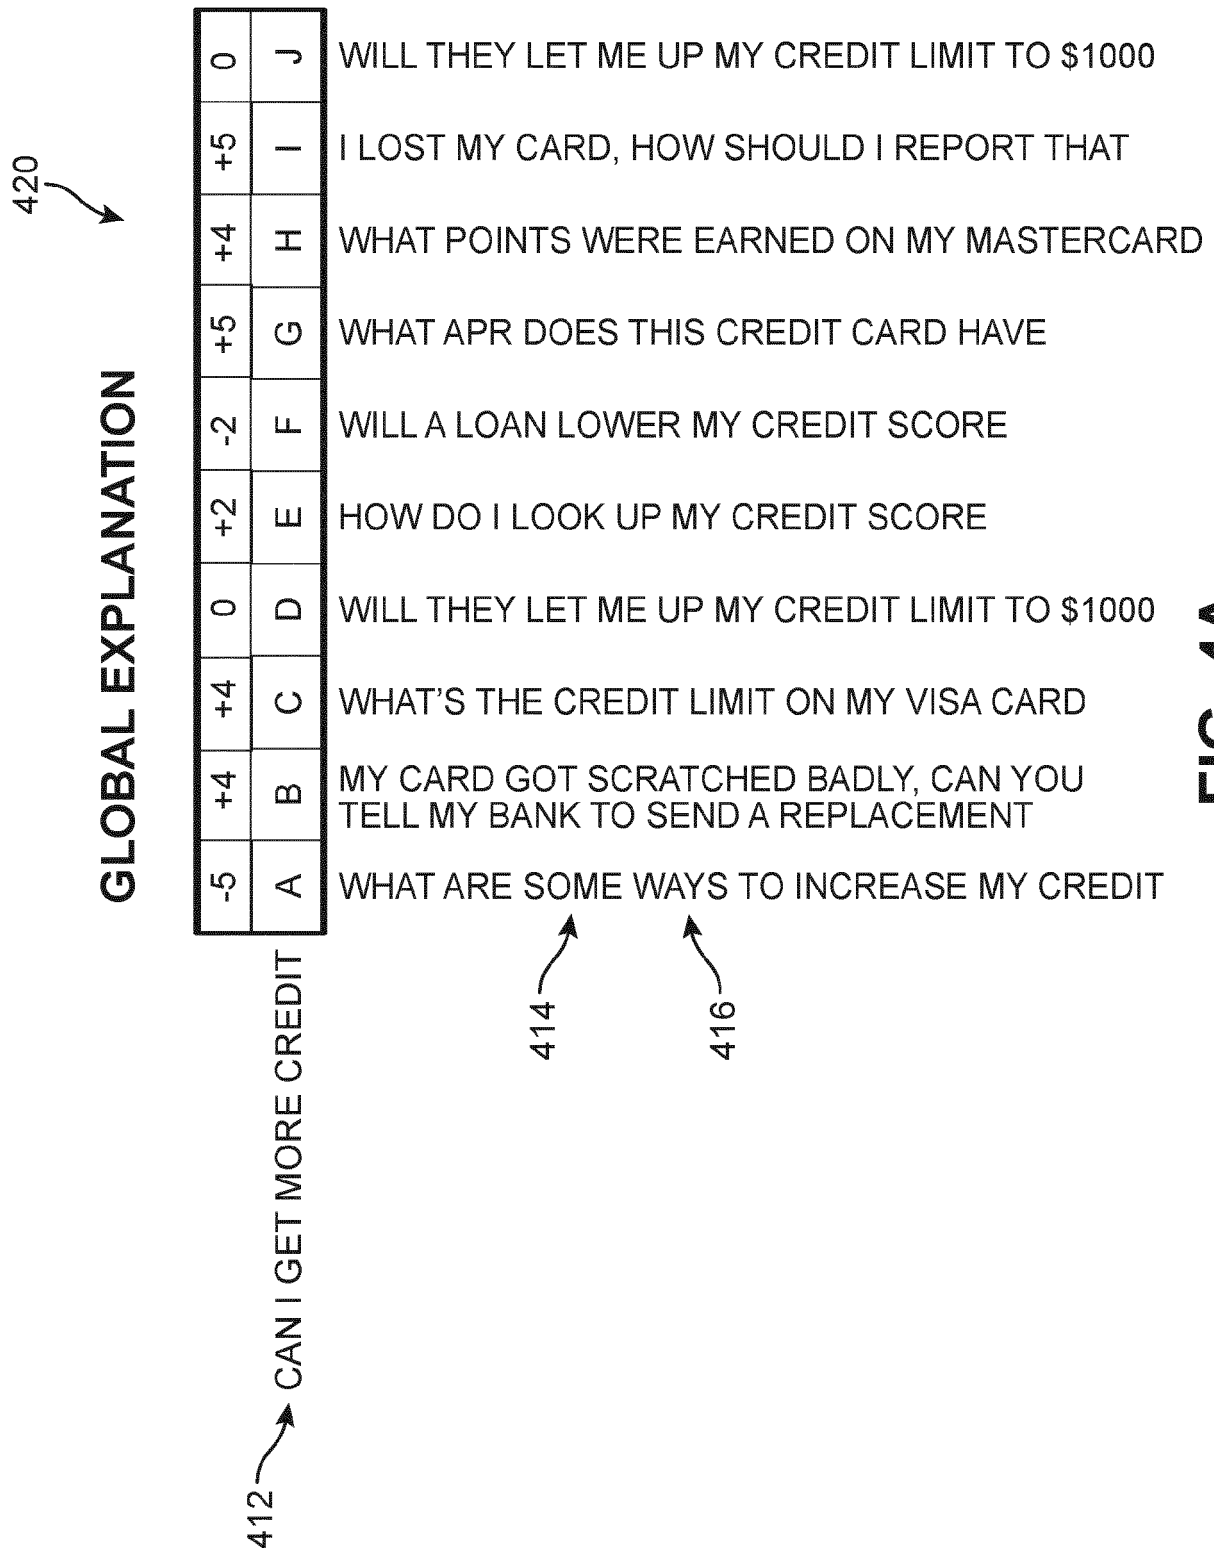 GLOBAL EXPLANATION
420
-5 +4 +4 0 +2 -2 +5 +4 +5 0
412 CAN I GET MORE CREDIT A B C D E F G H I J
WILL THEY LET ME UP MY CREDIT LIMIT TO $1000
I LOST MY CARD, HOW SHOULD I REPORT THAT
WHAT POINTS WERE EARNED ON MY MASTERCARD
WHAT APR DOES THIS CREDIT CARD HAVE
WILL A LOAN LOWER MY CREDIT SCORE
HOW DO I LOOK UP MY CREDIT SCORE
WILL THEY LET ME UP MY CREDIT LIMIT TO $1000
WHAT'S THE CREDIT LIMIT ON MY VISA CARD
MY CARD GOT SCRATCHED BADLY, CAN YOU
TELL MY BANK TO SEND A REPLACEMENT
WHAT ARE SOME WAYS TO INCREASE MY CREDIT
414
416